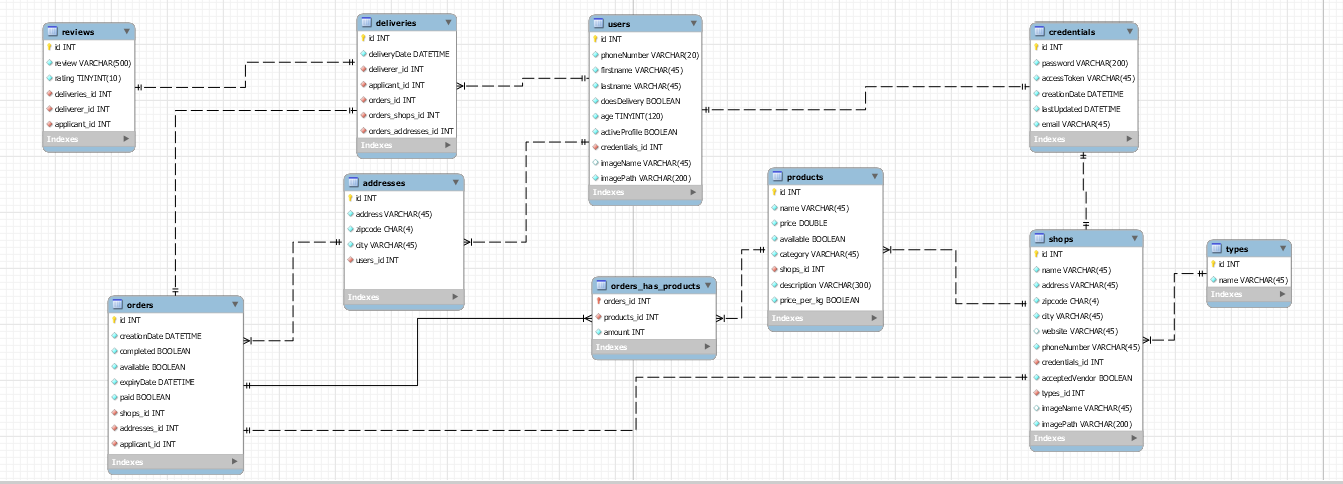 reviews
id INT
review VARCHAR(500)
rating TINYINT(10)
deliveries_id INT
deliverer_id INT
applicant_id INT
Indexes
deliveries
id INT
deliveryDate DATETIME
deliverer_id INT
applicant_id INT
orders_id INT
orders_shops_id INT
orders_addresses_id INT
Indexes
users
id INT
phoneNumber VARCHAR(20)
firstname VARCHAR(45)
lastname VARCHAR(45)
doesDelivery BOOLEAN
age TINYINT(120)
activeProfile BOOLEAN
credentials_id INT
imageName VARCHAR(45)
imagePath VARCHAR(200)
Indexes
credentials
id INT
password VARCHAR(200)
accessToken VARCHAR(45)
creationDate DATETIME
lastUpdated DATETIME
email VARCHAR(45)
Indexes
addresses
id INT
address VARCHAR(45)
zipcode CHAR(4)
city VARCHAR(45)
users_id INT
Indexes
products
id INT
name VARCHAR(45)
price DOUBLE
available BOOLEAN
category VARCHAR(45)
shops_id INT
description VARCHAR(300)
price_per_kg BOOLEAN
Indexes
shops
id INT
name VARCHAR(45)
address VARCHAR(45)
zipcode CHAR(4)
city VARCHAR(45)
website VARCHAR(45)
phoneNumber VARCHAR(45)
credentials_id INT
acceptedVendor BOOLEAN
types_id INT
imageName VARCHAR(45)
imagePath VARCHAR(200)
Indexes
types
id INT
name VARCHAR(45)
Indexes
orders
id INT
creationDate DATETIME
completed BOOLEAN
available BOOLEAN
expiryDate DATETIME
paid BOOLEAN
shops_id INT
addresses_id INT
applicant_id INT
Indexes
orders_has_products
orders_id INT
products_id INT
amount INT
Indexes